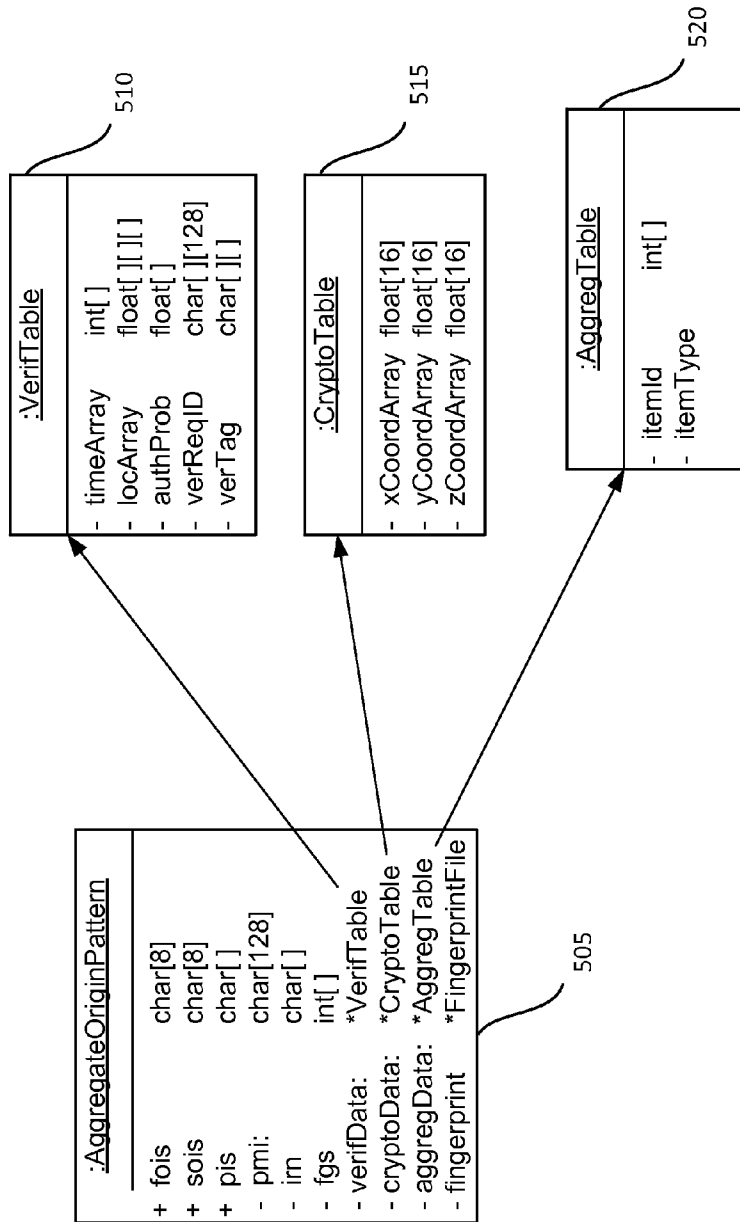 :AggregateOriginPattern
+ fois char[8]
+ sois char[8]
+ pis char[ ]
- pmi: char[128]
- irn char[ ]
- fgs int[ ]
- verifData: *VerifTable
- cryptoData: *CryptoTable
- aggregData: *AggregTable
- fingerprint *FingerprintFile
505
:VerifTable
- timeArray int[ ]
- locArray float[ ][ ][ ]
- authProb float[ ]
- verReqID char[ ][128]
- verTag char[ ][ ]
510
:CryptoTable
- xCoordArray float[16]
- yCoordArray float[16]
- zCoordArray float[16]
515
:AggregTable
- itemId int[ ]
- itemType
520